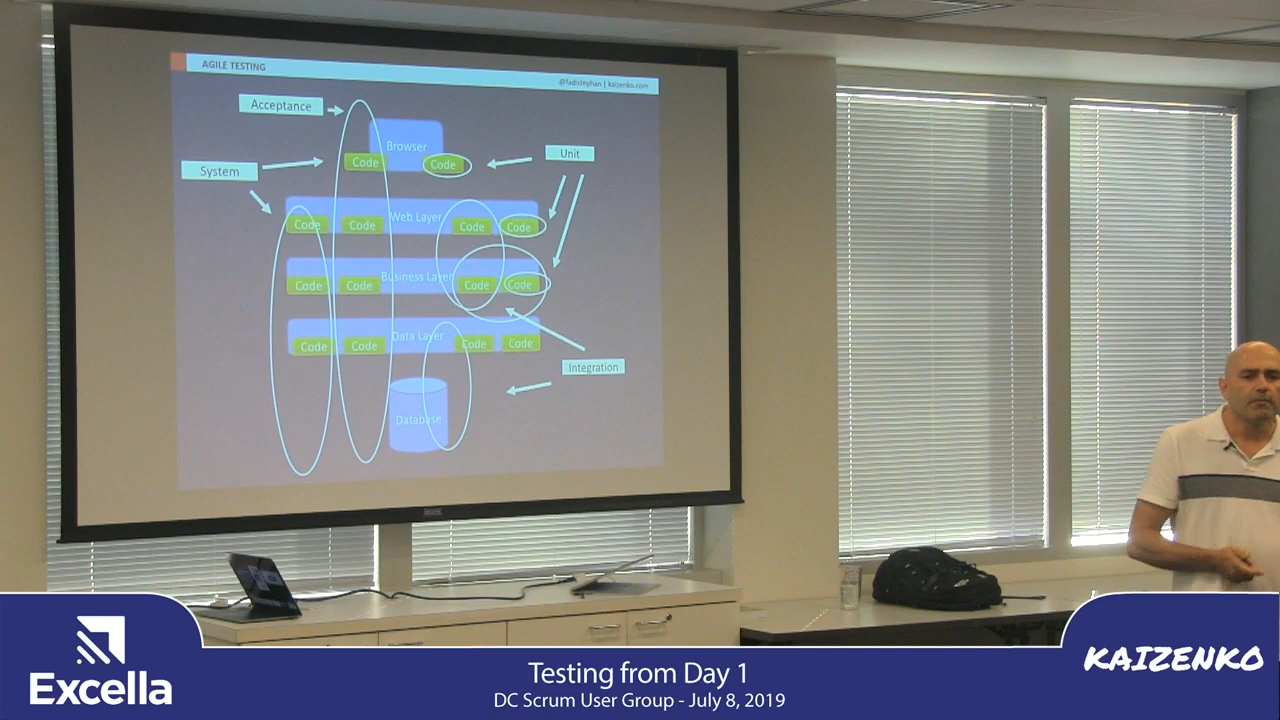 AGILE TESTING
@fadistephan | kaizenko.com
Acceptance
Browser
Code
Code
Unit
System
Web Layer
Code
Code
Code
Code
Business Layer
Code
Code
Code
Code
Data Layer
Code
Code
Code
Code
Integration
Database
Excella
Testing from Day 1
DC Scrum User Group - July 8, 2019
KAIZENKO